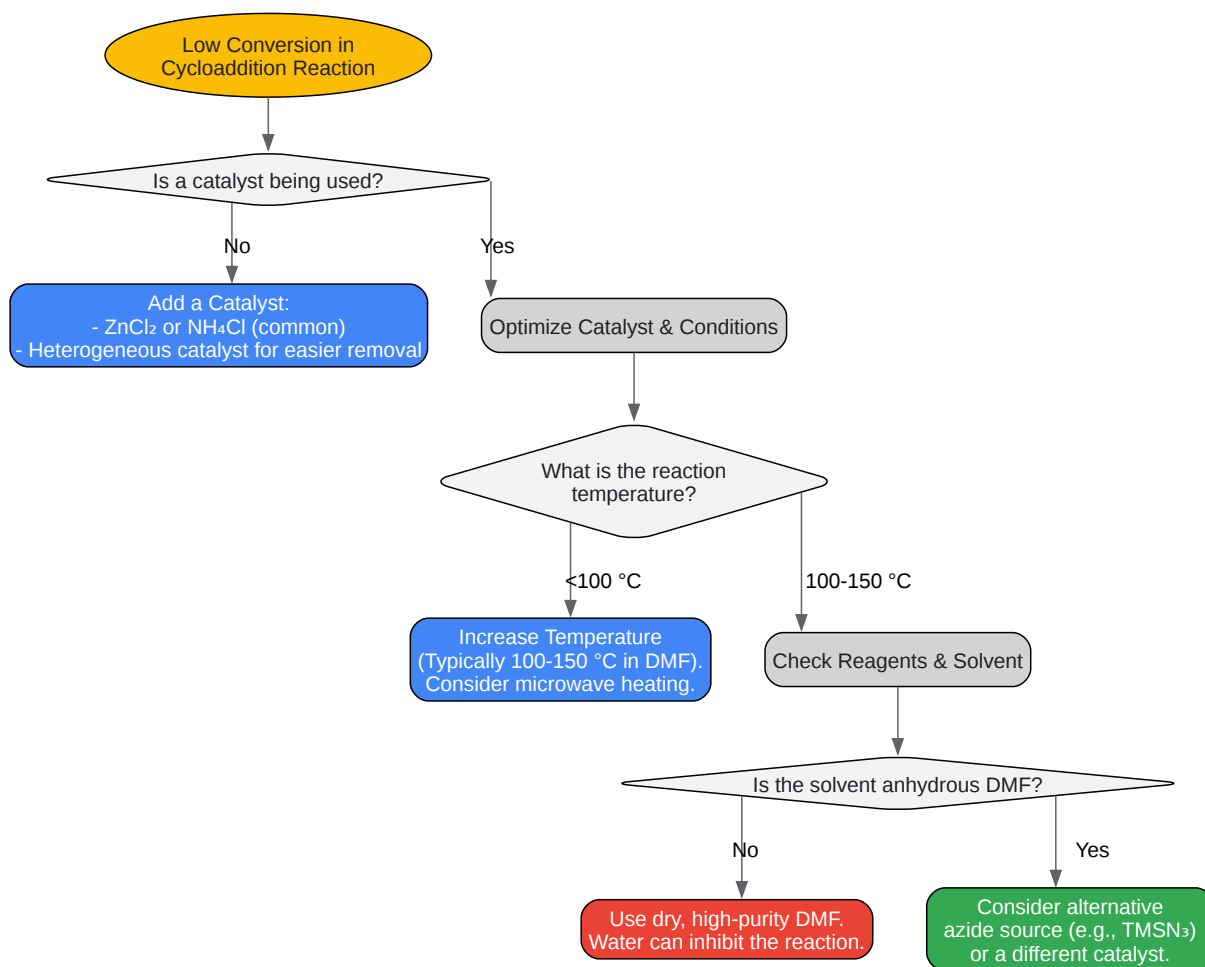 Low Conversion in
Cycloaddition Reaction
Is a catalyst being used?
No
Yes
Add a Catalyst:
- ZnCl₂ or NH₄Cl (common)
- Heterogeneous catalyst for easier removal
Optimize Catalyst & Conditions
What is the reaction
temperature?
<100 °C
100-150 °C
Increase Temperature
(Typically 100-150 °C in DMF).
Consider microwave heating.
Check Reagents & Solvent
Is the solvent anhydrous DMF?
No
Yes
Use dry, high-purity DMF.
Water can inhibit the reaction.
Consider alternative
azide source (e.g., TMSN₃)
or a different catalyst.